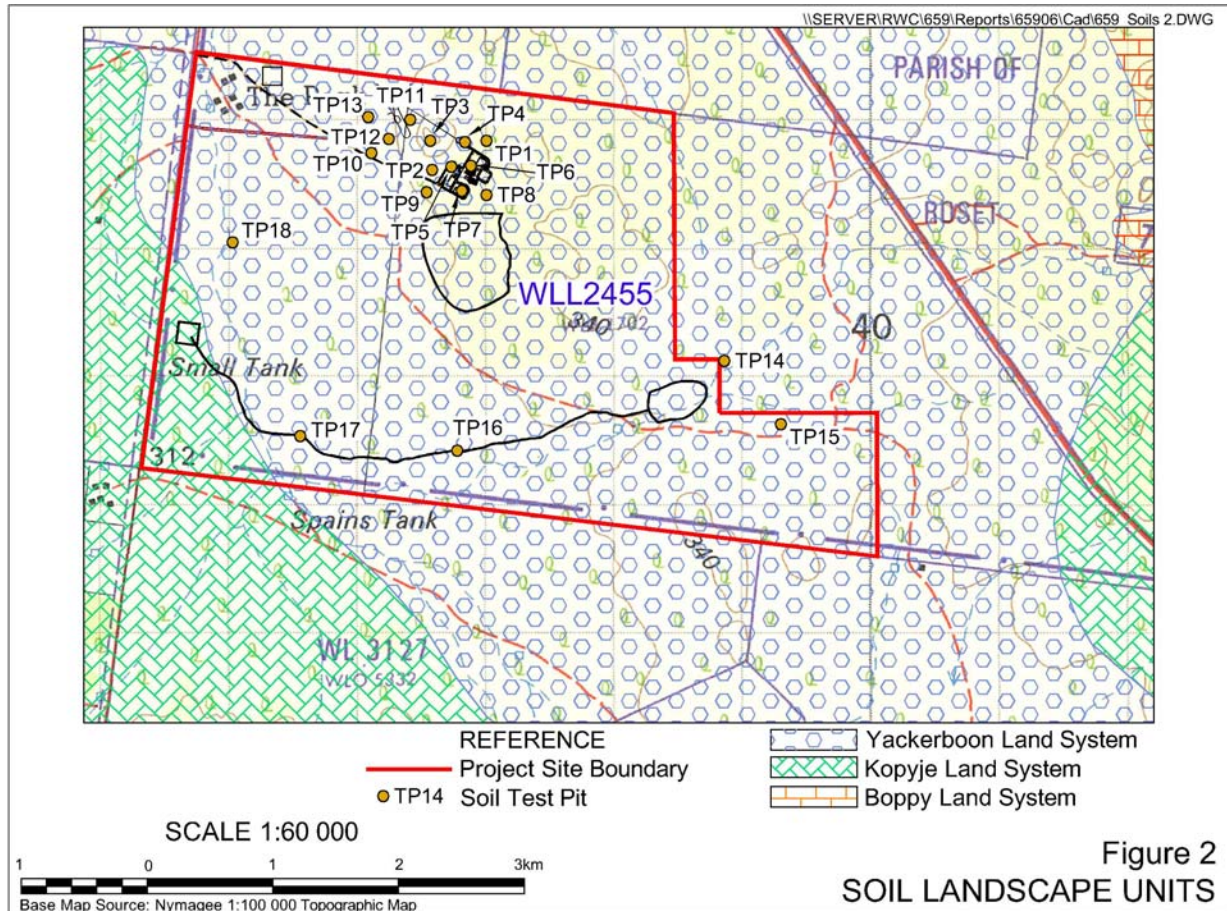 \\SERVER\RWC\659\Reports\65906\Cad\659_Soils 2.DWG
PARISH OF
TP11
TP13
TP3
TP4
TP12
TP1
TP10
TP2
TP6
TP9
TP8
TP5
TP7
TP18
ROSET
WLL2455
340
40
TP14
Small Tank
TP17
TP16
TP15
312
Spains Tank
340
WL 3127
WLO 5332
REFERENCE
Project Site Boundary
TP14 Soil Test Pit
Yackerboon Land System
Kopyje Land System
Boppy Land System
SCALE 1:60 000
1 0 1 2 3km
Base Map Source: Nymagee 1:100 000 Topographic Map
Figure 2
SOIL LANDSCAPE UNITS